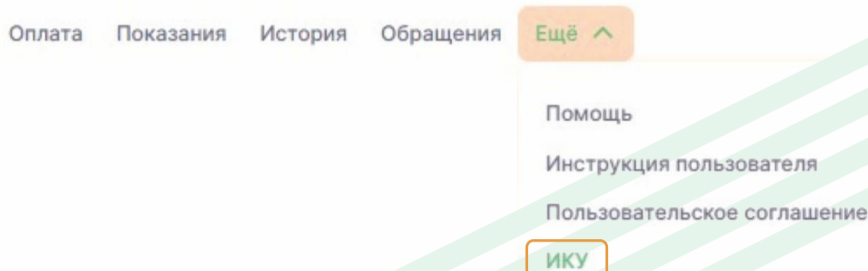 Оплата Показания История Обращения Ещё
Помощь
Инструкция пользователя
Пользовательское соглашение
ИКУ